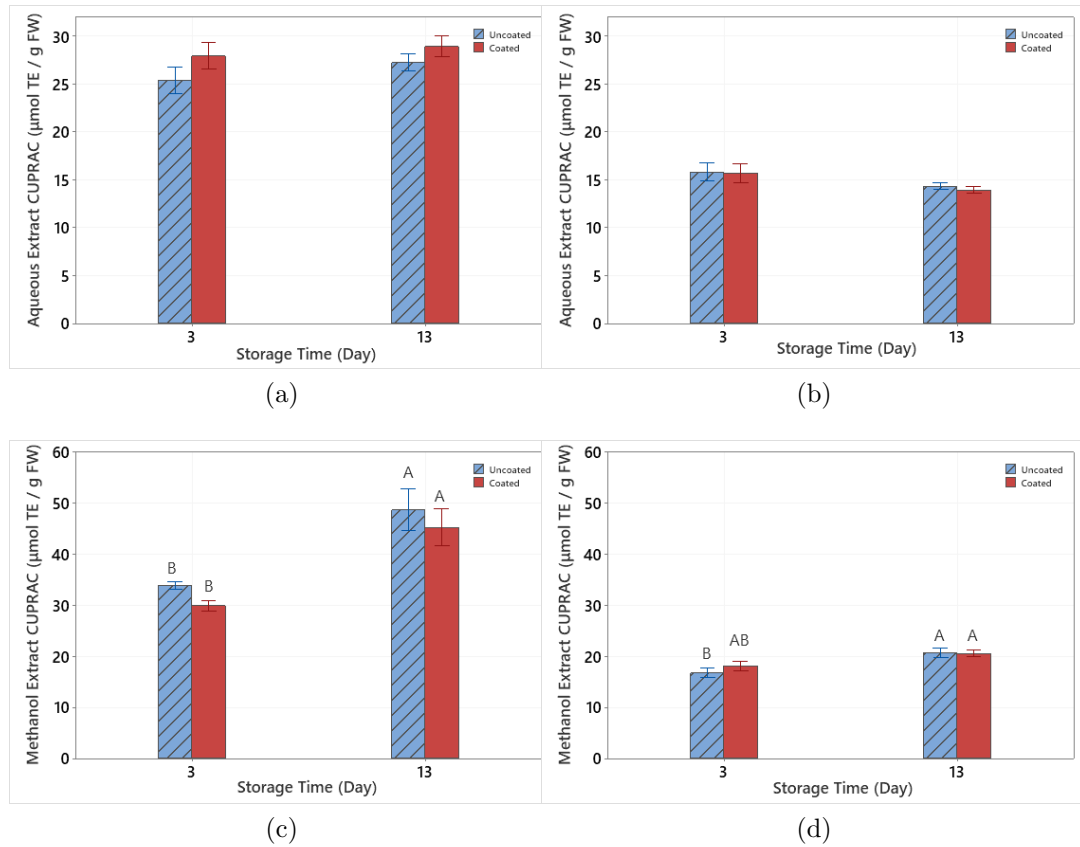 Aqueous Extract CUPRAC (µmol TE / g FW)
30
25
20
15
10
5
0
Uncoated
Coated
3
13
Storage Time (Day)
(a)
Aqueous Extract CUPRAC (µmol TE / g FW)
30
25
20
15
10
5
0
Uncoated
Coated
3
13
Storage Time (Day)
(b)
Methanol Extract CUPRAC (µmol TE / g FW)
60
50
40
30
20
10
0
Uncoated
Coated
B
B
A
A
3
13
Storage Time (Day)
(c)
Methanol Extract CUPRAC (µmol TE / g FW)
60
50
40
30
20
10
0
Uncoated
Coated
B
AB
A
A
3
13
Storage Time (Day)
(d)